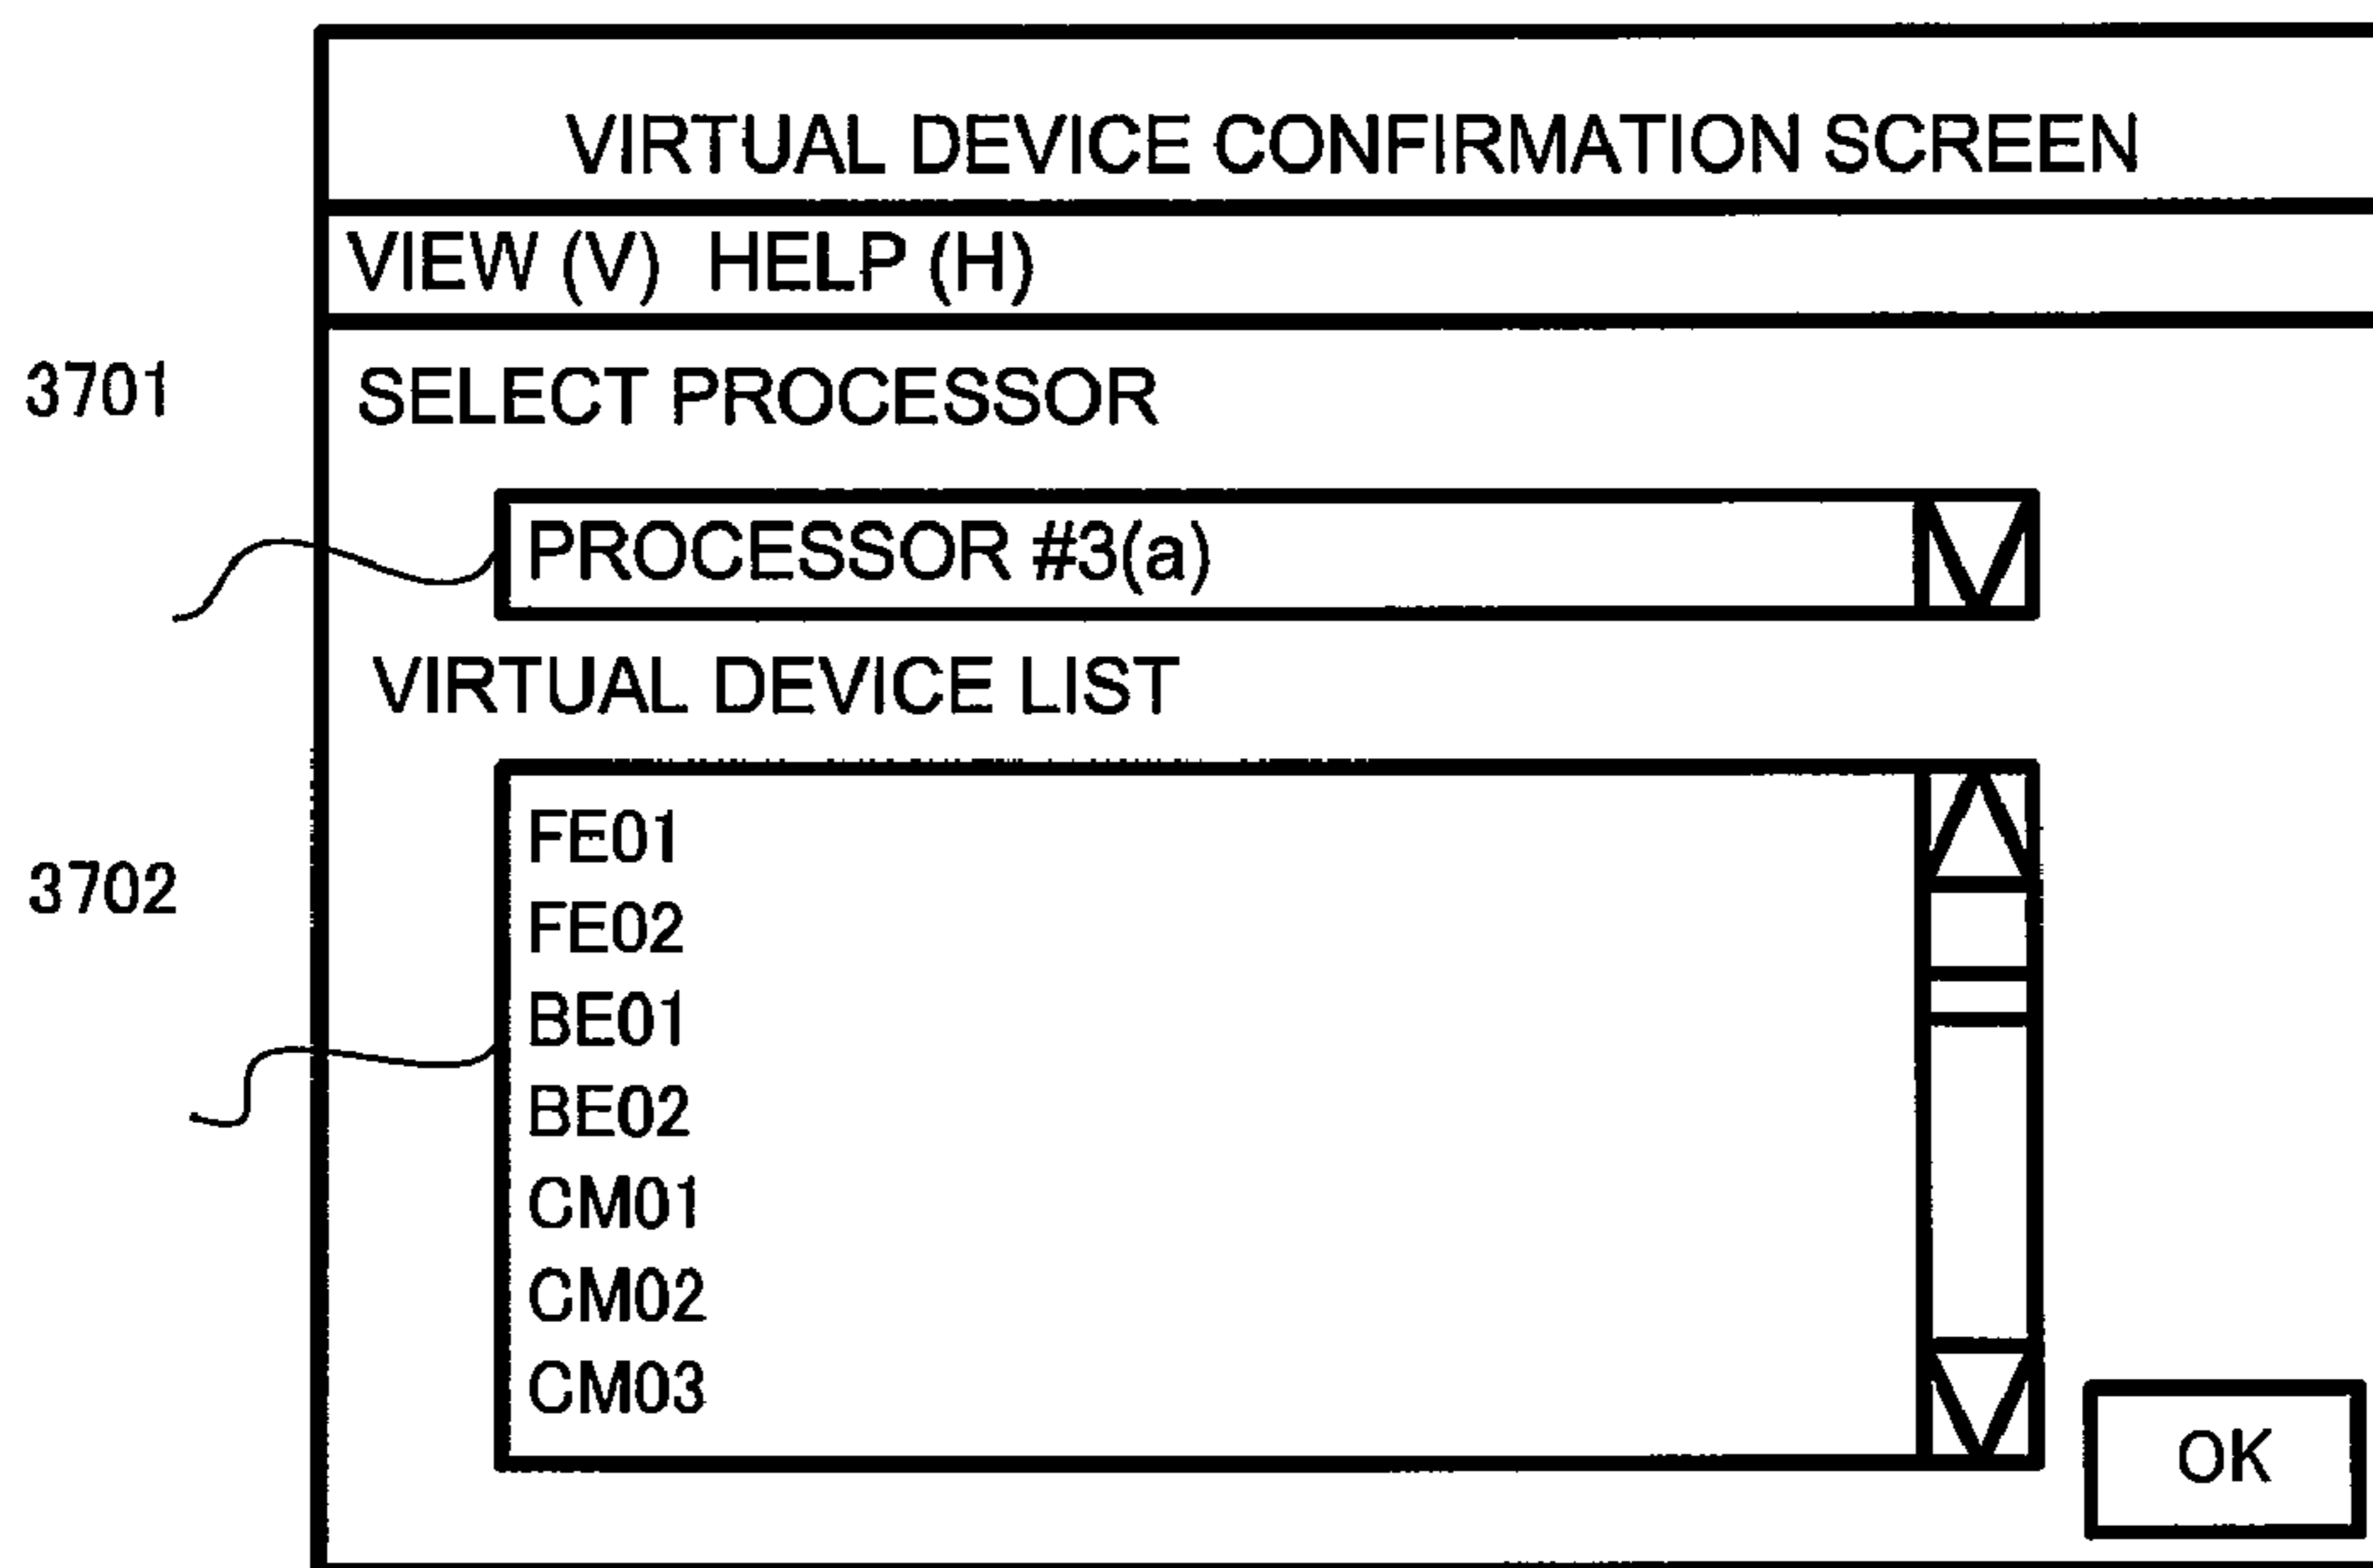 VIRTUAL DEVICE CONFIRMATION SCREEN
VIEW (V) HELP (H)
3701
SELECT PROCESSOR
PROCESSOR #3(a)
VIRTUAL DEVICE LIST
3702
FE01
FE02
BE01
BE02
CM01
CM02
CM03
OK